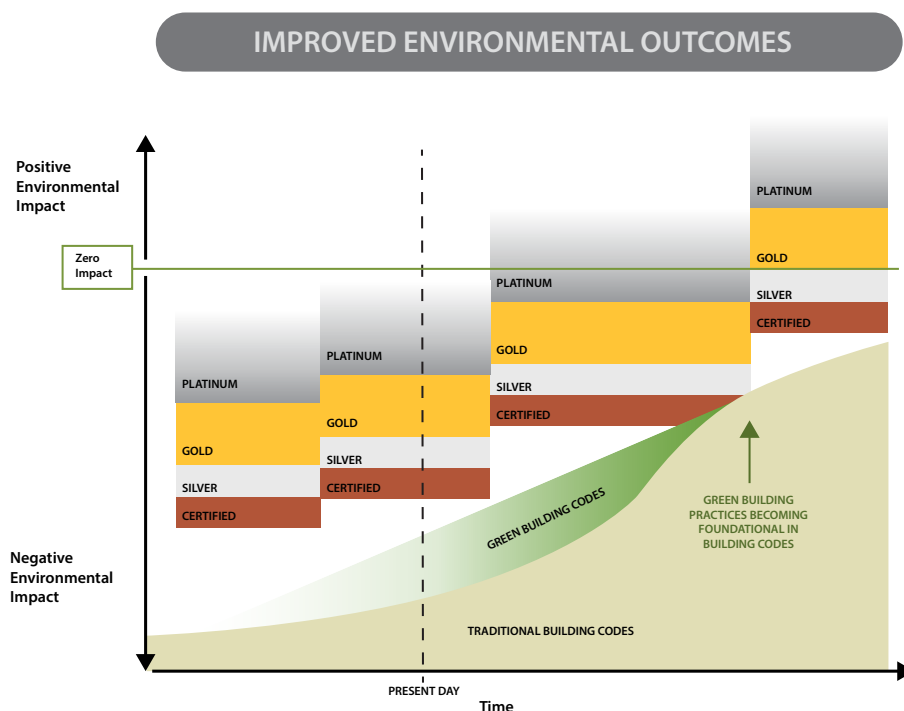 IMPROVED ENVIRONMENTAL OUTCOMES
Positive
Environmental
Impact
Zero
Impact
PLATINUM
GOLD
SILVER
CERTIFIED
PLATINUM
GOLD
SILVER
CERTIFIED
PLATINUM
GOLD
SILVER
CERTIFIED
PLATINUM
GOLD
SILVER
CERTIFIED
GREEN BUILDING CODES
GREEN BUILDING
PRACTICES BECOMING
FOUNDATIONAL IN
BUILDING CODES
Negative
Environmental
Impact
TRADITIONAL BUILDING CODES
PRESENT DAY
Time